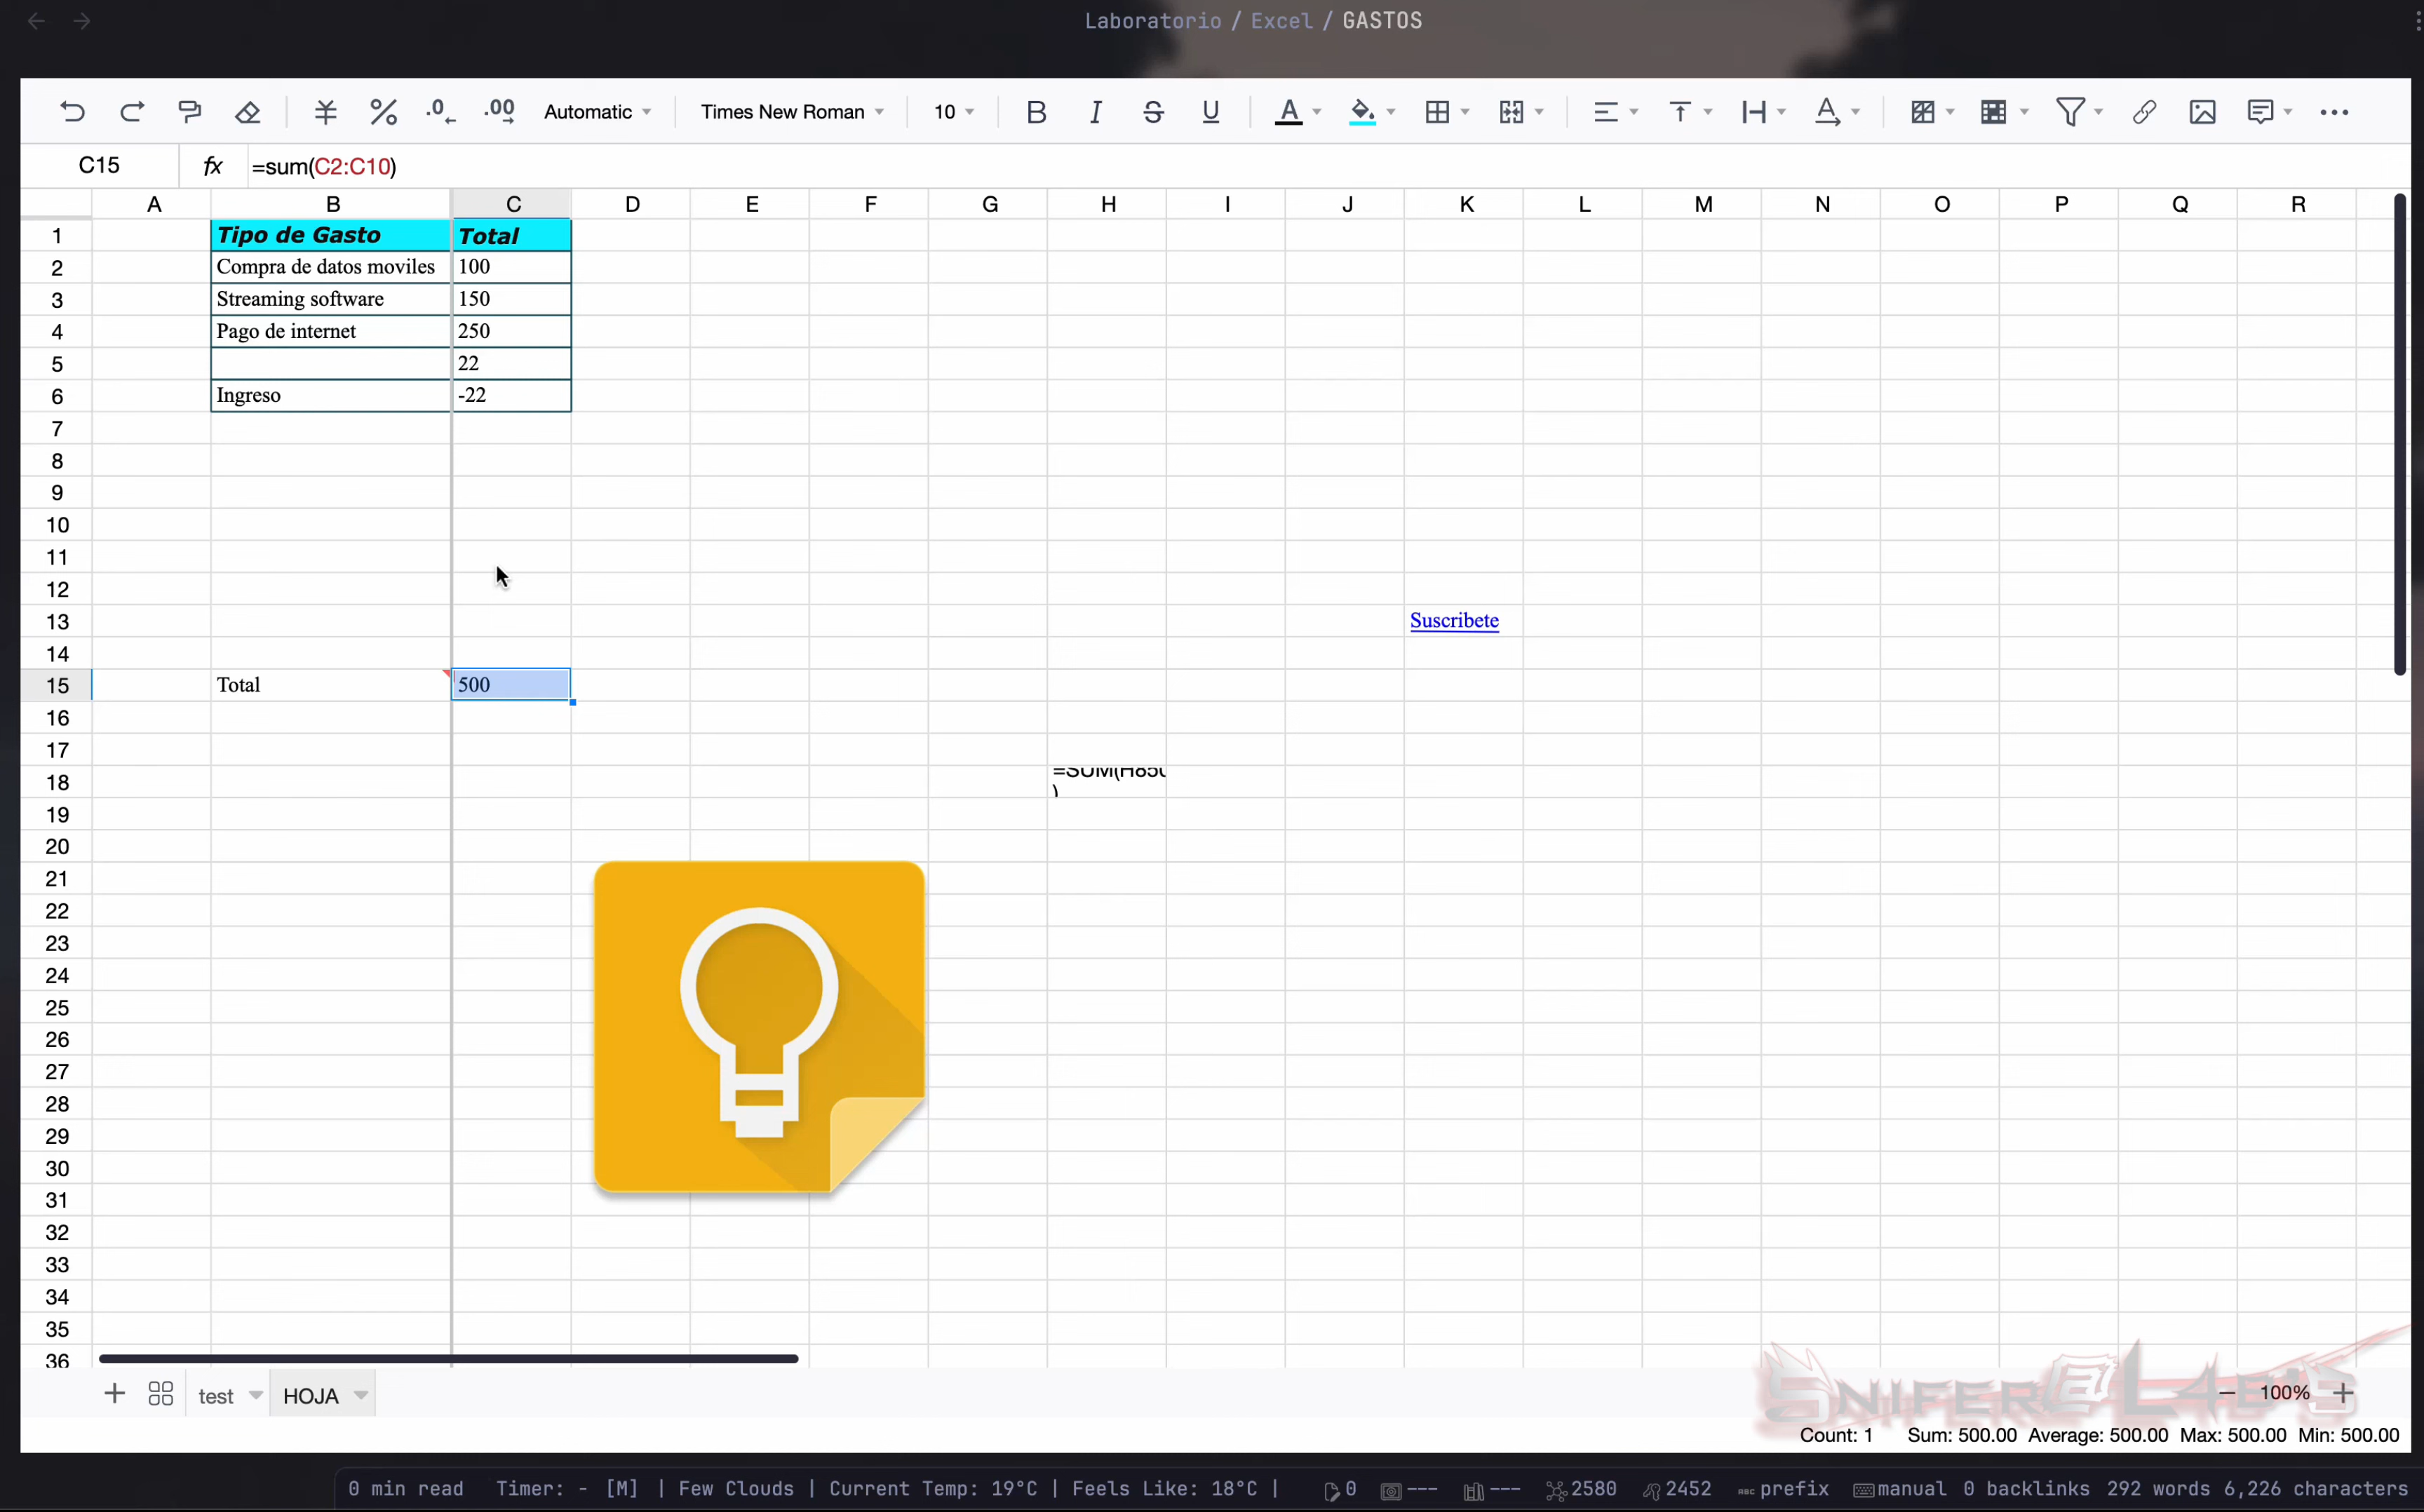 Laboratorio / Excel / GASTOS
Automatic Times New Roman 10
C15 fx =sum(C2:C10)
A B C D E F G H I J K L M N O P Q R
1 Tipo de Gasto Total
2 Compra de datos moviles 100
3 Streaming software 150
4 Pago de internet 250
5 22
6 Ingreso -22
7
8
9
10
11
12
13 Suscribete
14
15 Total 500
16
17
18 =SUM(H850
)
19
20
21
22
23
24
25
26
27
28
29
30
31
32
33
34
35
36
test HOJA 100%
Snifer@L4b's
Count: 1 Sum: 500.00 Average: 500.00 Max: 500.00 Min: 500.00
0 min read Timer: - [M] | Few Clouds | Current Temp: 19°C | Feels Like: 18°C | 0 --- --- 2580 2452 abc prefix manual 0 backlinks 292 words 6,226 characters